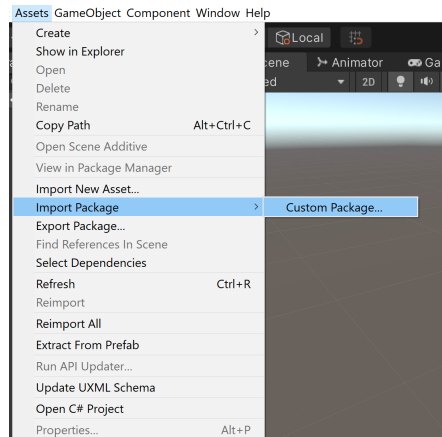 Assets GameObject Component Window Help
Create
Show in Explorer
Open
Delete
Rename
Copy Path Alt+Ctrl+C
Open Scene Additive
View in Package Manager
Import New Asset...
Import Package
Custom Package...
Export Package...
Find References In Scene
Select Dependencies
Refresh Ctrl+R
Reimport
Reimport All
Extract From Prefab
Run API Updater...
Update UXML Schema
Open C# Project
Properties... Alt+P
Local
cene Animator Ga
ed 2D